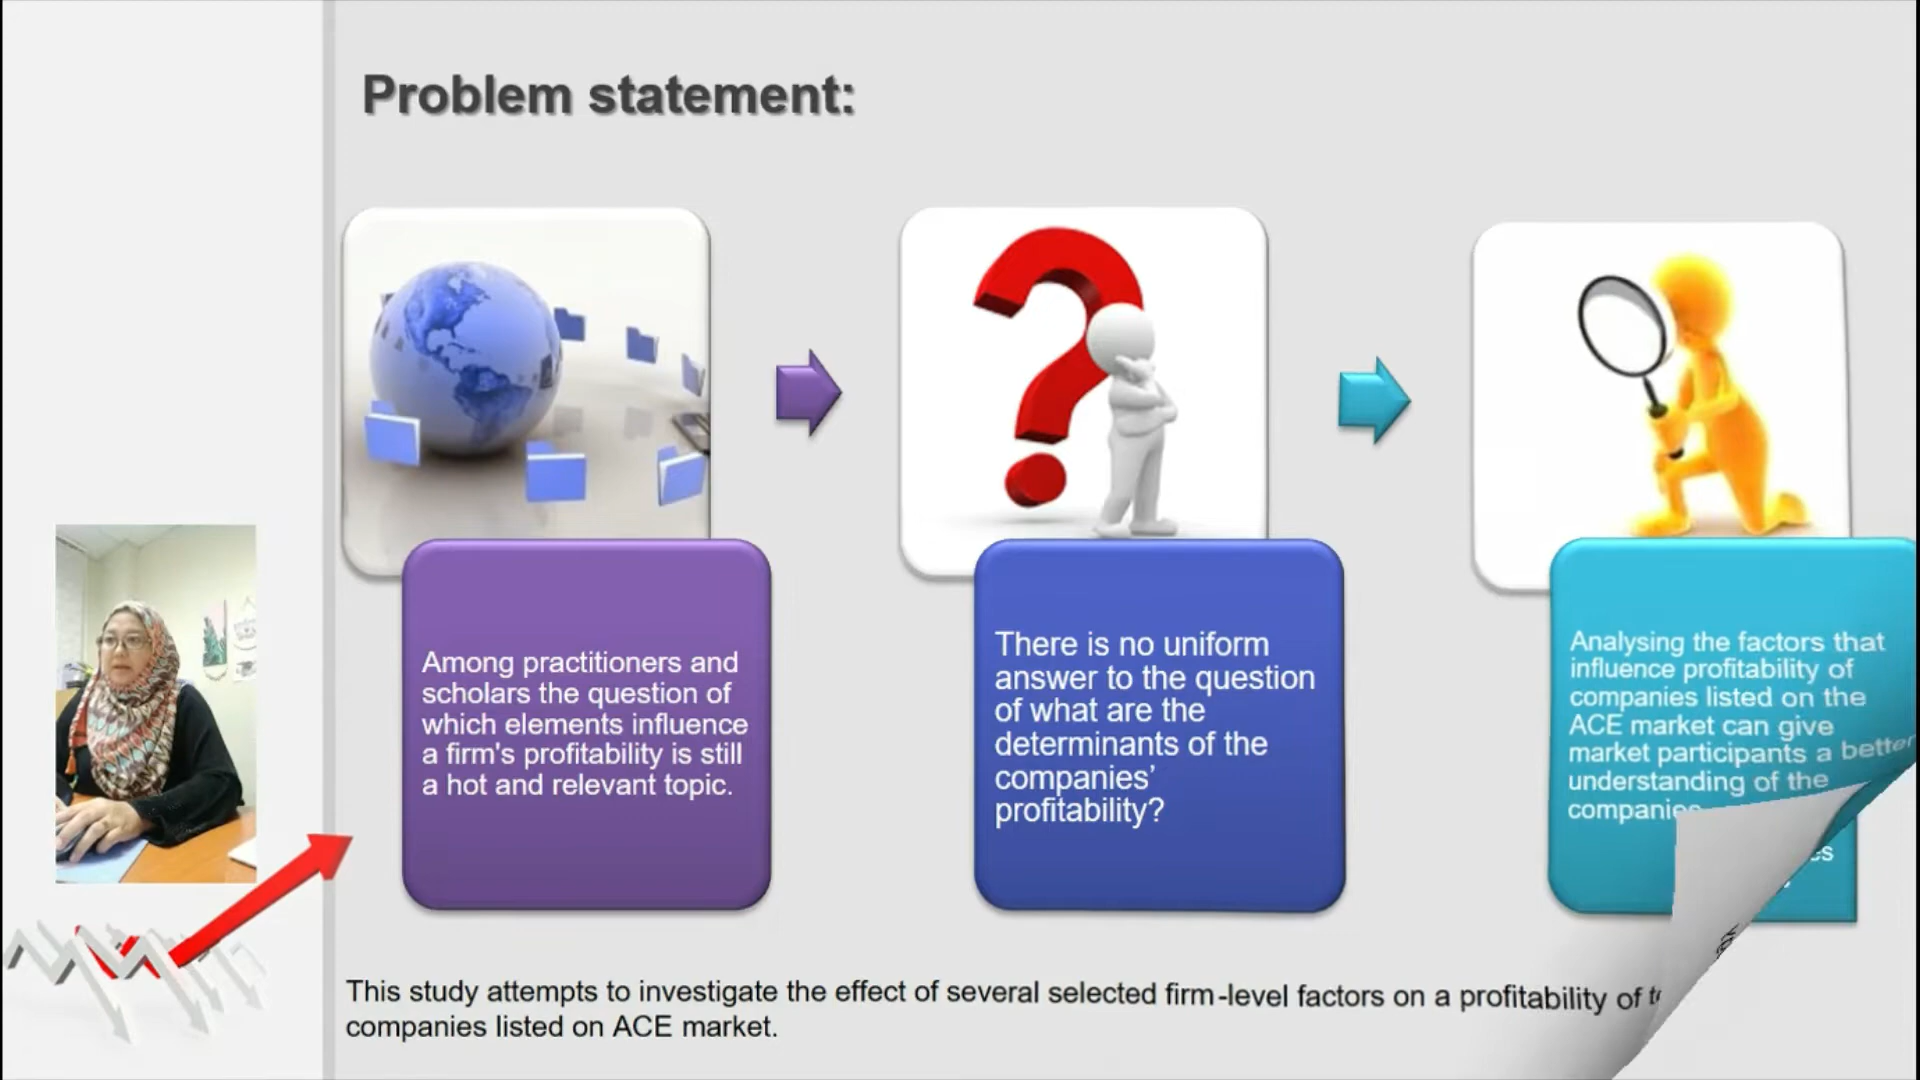 Problem statement:
Among practitioners and
scholars the question of
which elements influence
a firm's profitability is still
a hot and relevant topic.
There is no uniform
answer to the question
of what are the
determinants of the
companies’
profitability?
Analysing the factors that
influence profitability of
companies listed on the
ACE market can give
market participants a better
understanding of the
This study attempts to investigate the effect of several selected firm-level factors on a profitability of
companies listed on ACE market.